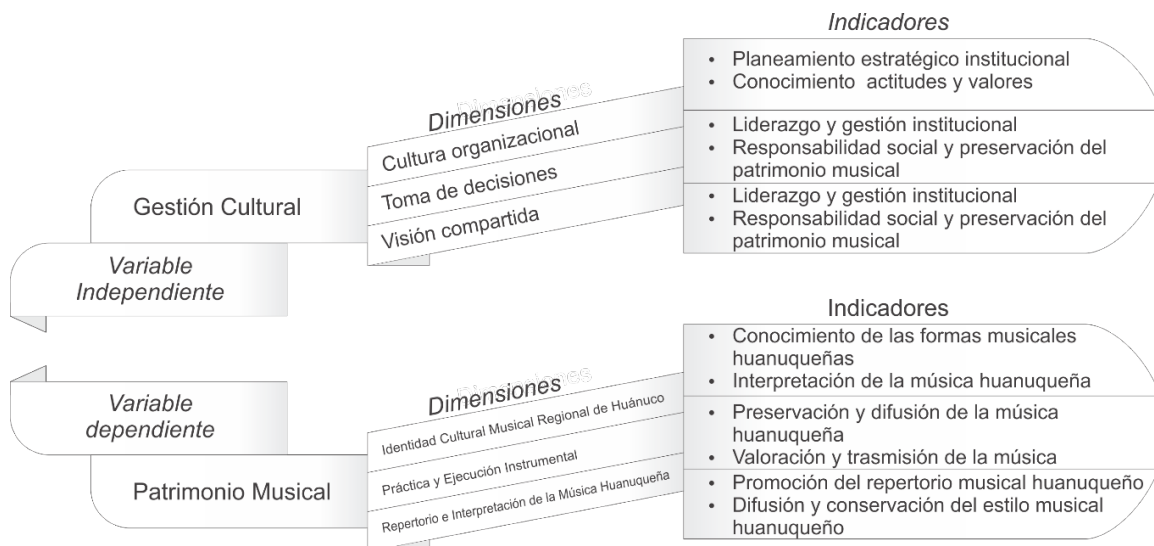 Indicadores
• Planeamiento estratégico institucional
• Conocimiento actitudes y valores
Dimensiones
Cultura organizacional
Toma de decisiones
Visión compartida
• Liderazgo y gestión institucional
• Responsabilidad social y preservación del
patrimonio musical
• Liderazgo y gestión institucional
• Responsabilidad social y preservación del
patrimonio musical
Gestión Cultural
Variable
Independiente
Indicadores
• Conocimiento de las formas musicales
huanuqueñas
• Interpretación de la música huanuqueña
Dimensiones
Identidad Cultural Musical Regional de Huánuco
Práctica y Ejecución Instrumental
Repertorio e Interpretación de la Música Huanuqueña
• Preservación y difusión de la música
huanuqueña
• Valoración y trasmisión de la música
• Promoción del repertorio musical huanuqueño
• Difusión y conservación del estilo musical
huanuqueño
Variable
dependiente
Patrimonio Musical